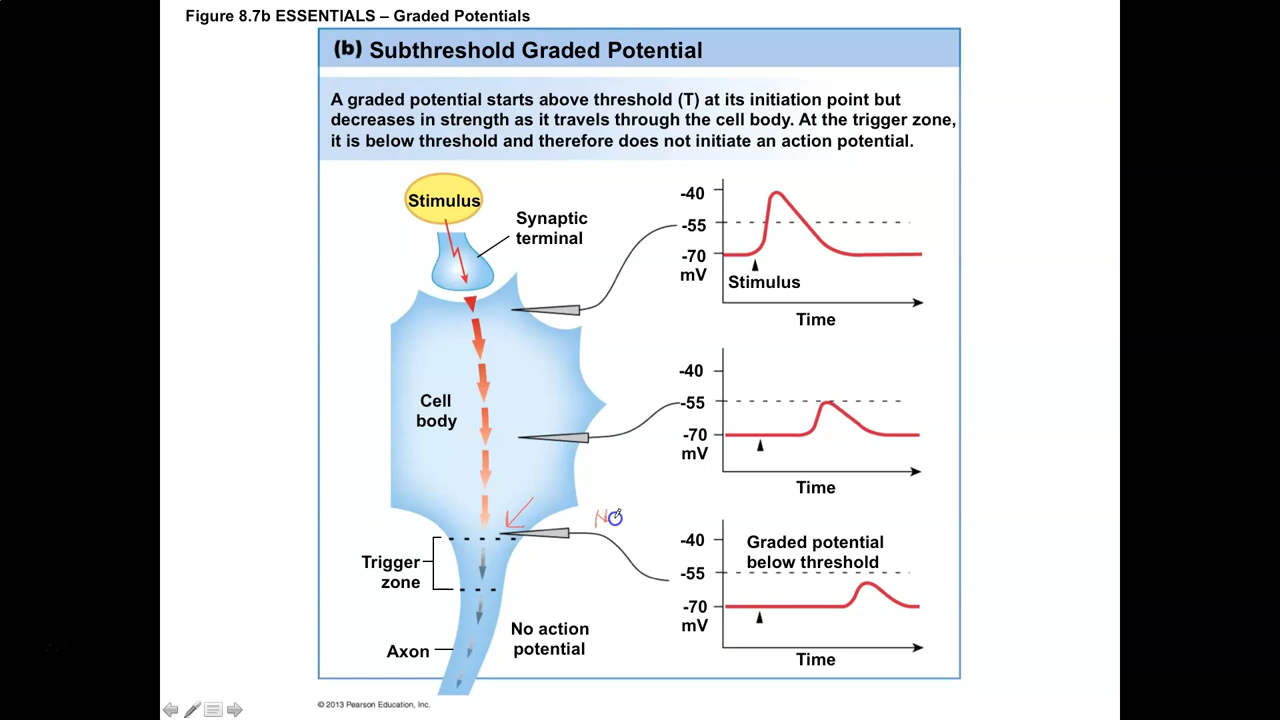 Figure 8.7b ESSENTIALS – Graded Potentials
(b) Subthreshold Graded Potential
A graded potential starts above threshold (T) at its initiation point but
decreases in strength as it travels through the cell body. At the trigger zone,
it is below threshold and therefore does not initiate an action potential.
Stimulus
Synaptic
terminal
-40
-55
-70
mV
Stimulus
Time
Cell
body
-40
-55
-70
mV
Time
NO
Trigger
zone
-40
Graded potential
below threshold
-55
-70
mV
Time
No action
potential
Axon
© 2013 Pearson Education, Inc.